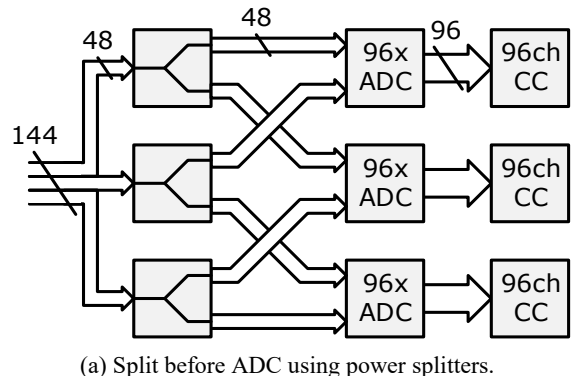 48
48
96
144
96x
ADC
96ch
CC
96x
ADC
96ch
CC
96x
ADC
96ch
CC
(a) Split before ADC using power splitters.